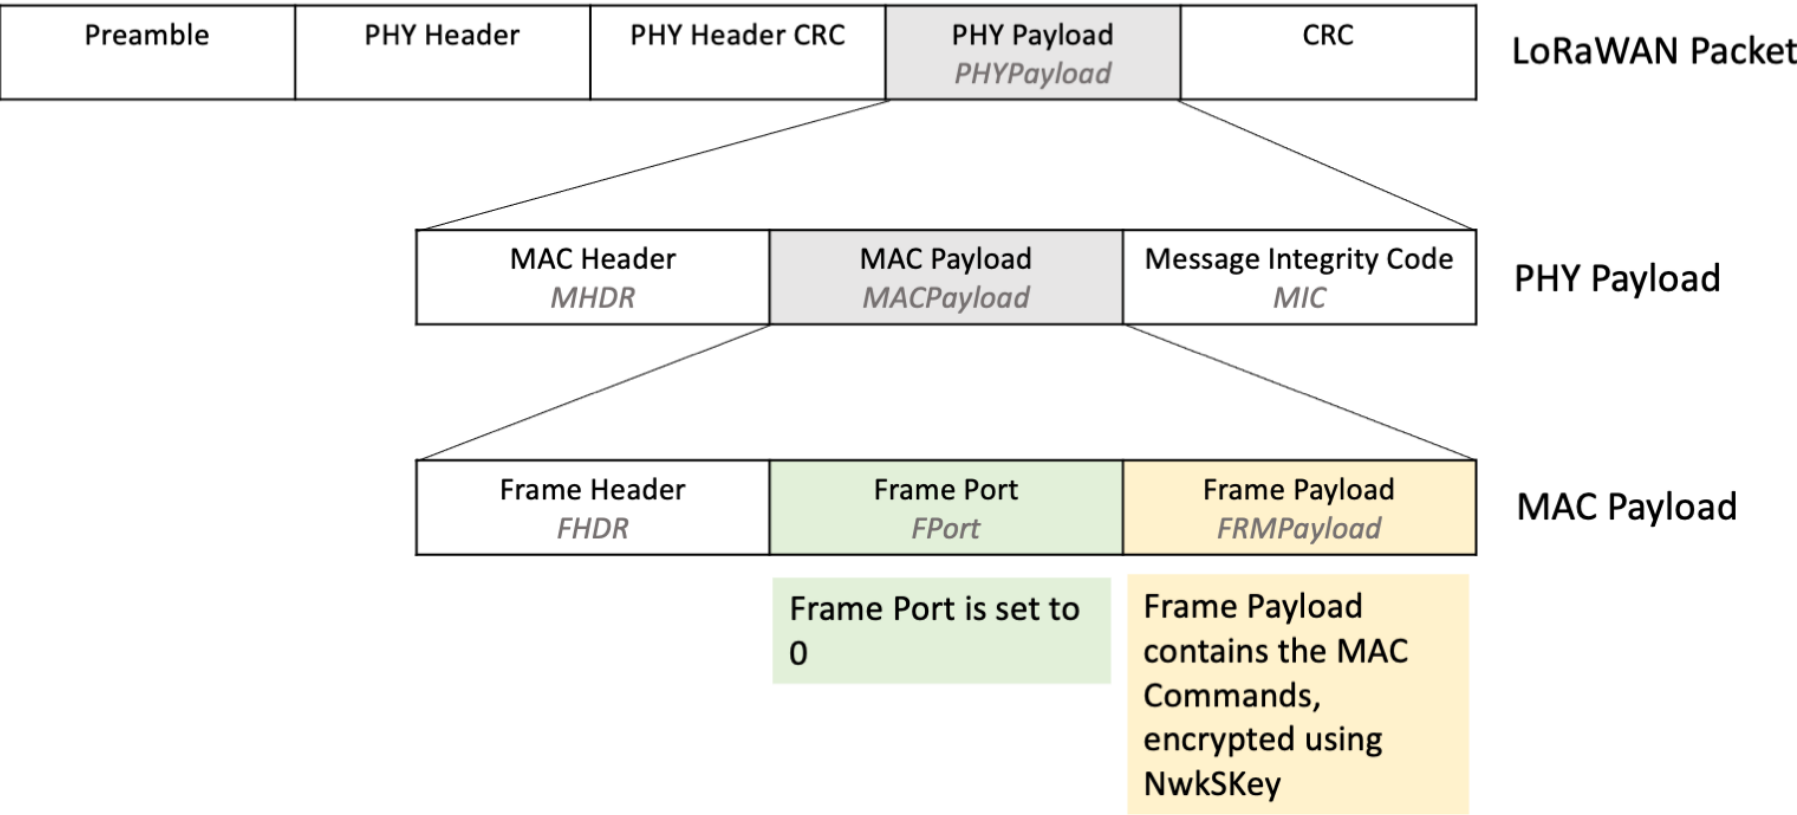 Preamble
PHY Header
PHY Header CRC
PHY Payload
PHYPayload
CRC
LoRaWAN Packet
MAC Header
MHDR
MAC Payload
MACPayload
Message Integrity Code
MIC
PHY Payload
Frame Header
FHDR
Frame Port
FPort
Frame Payload
FRMPayload
MAC Payload
Frame Port is set to
0
Frame Payload
contains the MAC
Commands,
encrypted using
NwkSKey